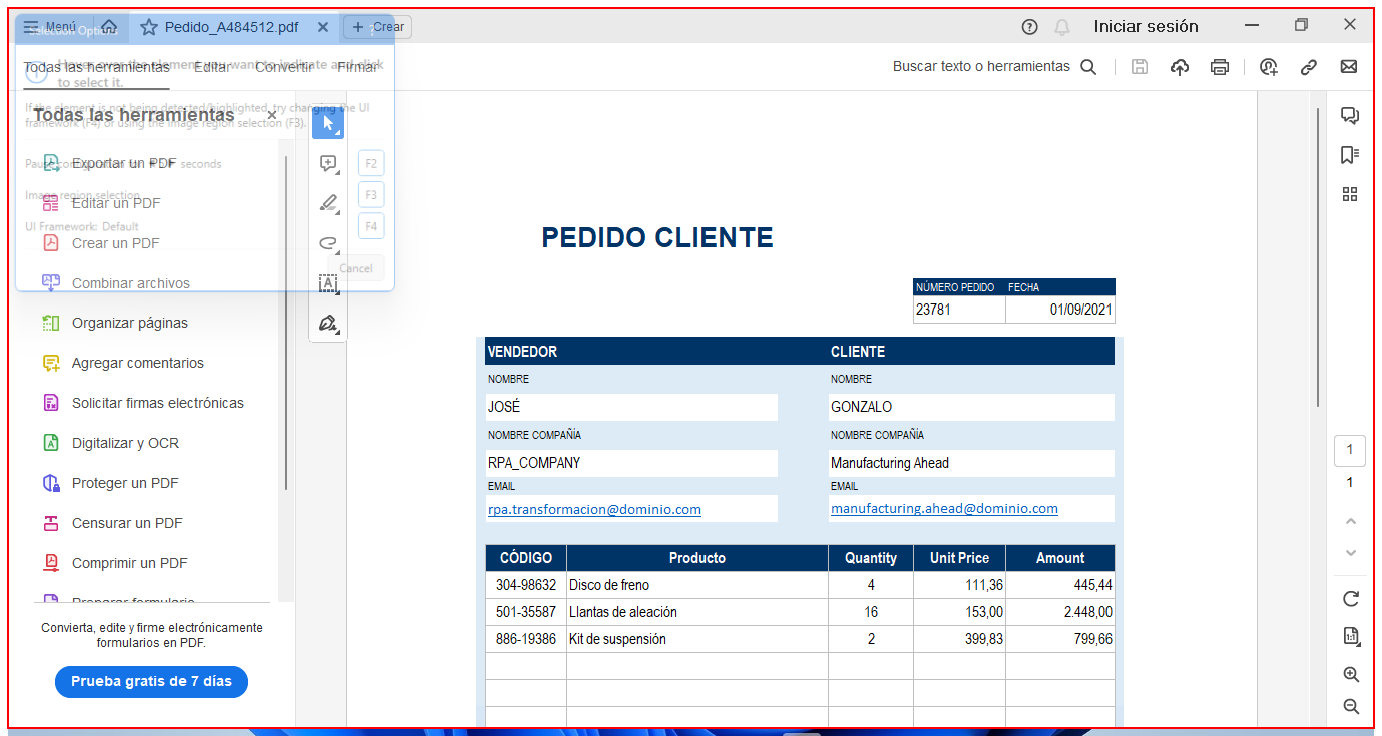 Menú
Pedido_A484512.pdf
Crear
Iniciar sesión
Selection Options
?
Todas las herramientas Editar Convertir Firmar
Buscar texto o herramientas
Hover over the element you want to indicate and click
to select it.
If the element is not being detected/highlighted, try changing the UI
framework (F4) or using the image region selection (F3).
Todas las herramientas
Exportar un PDF
seconds
F2
Image region selection
F3
Editar un PDF
UI Framework: Default
F4
Crear un PDF
Cancel
Combinar archivos
Organizar páginas
Agregar comentarios
Solicitar firmas electrónicas
Digitalizar y OCR
Proteger un PDF
Censurar un PDF
Comprimir un PDF
Preparar formulario
Convierta, edite y firme electrónicamente
formularios en PDF.
Prueba gratis de 7 días
PEDIDO CLIENTE
NÚMERO PEDIDO FECHA
23781 01/09/2021
VENDEDOR CLIENTE
NOMBRE NOMBRE
JOSÉ GONZALO
NOMBRE COMPAÑÍA NOMBRE COMPAÑÍA
RPA_COMPANY Manufacturing Ahead
EMAIL EMAIL
rpa.transformacion@dominio.com manufacturing.ahead@dominio.com
CÓDIGO Producto Quantity Unit Price Amount
304-98632 Disco de freno 4 111,36 445,44
501-35587 Llantas de aleación 16 153,00 2.448,00
886-19386 Kit de suspensión 2 399,83 799,66
1
1